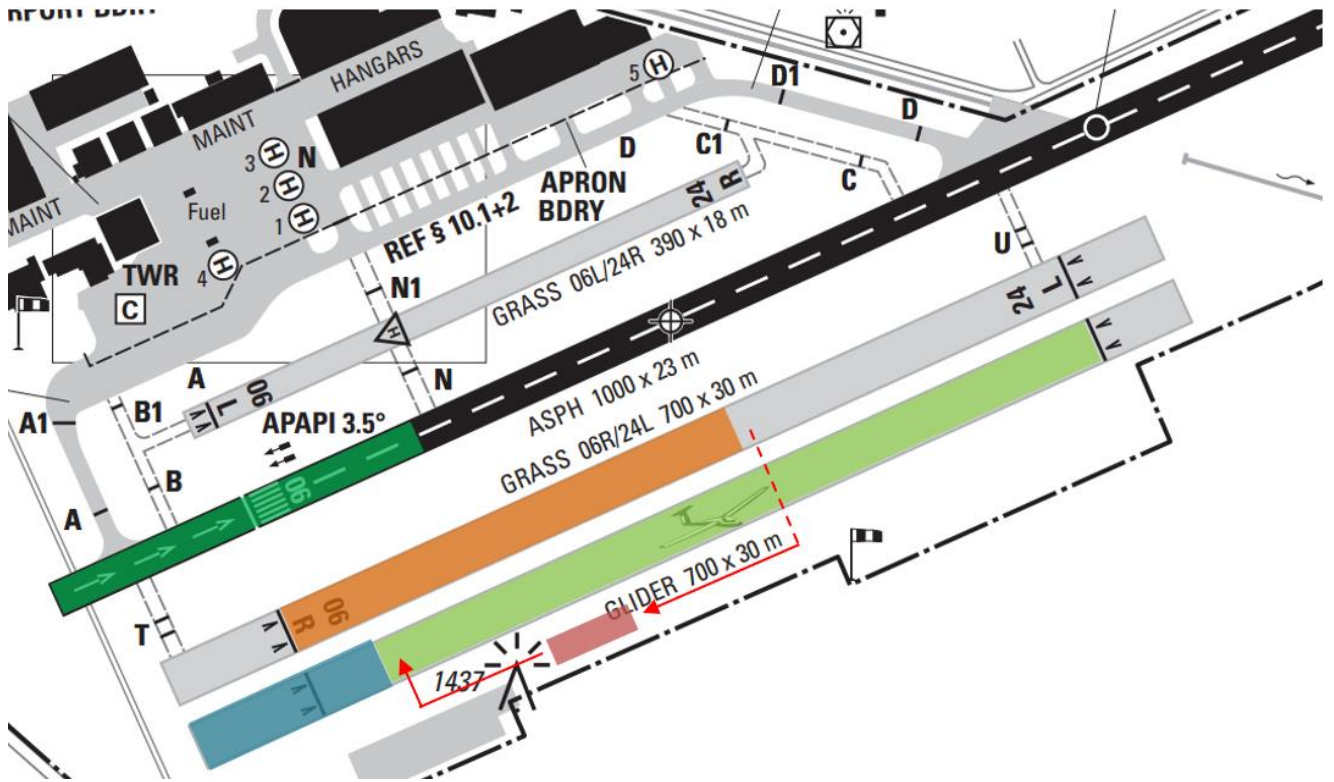 RPORT BDRY
HANGARS
MAINT
MAINT
5 H
D1
D
3 H N
2 H
1 H
Fuel
D
C1
C
APRON
BDRY
24
R
REF § 10.1+2
TWR
4 H
C
N1
GRASS 06L/24R 390 x 18 m
U
24
L
H
A
N
06
L
B1
A1
APAPI 3.5°
ASPH 1000 x 23 m
GRASS 06R/24L 700 x 30 m
B
06
A
GLIDER 700 x 30 m
06
R
T
1437